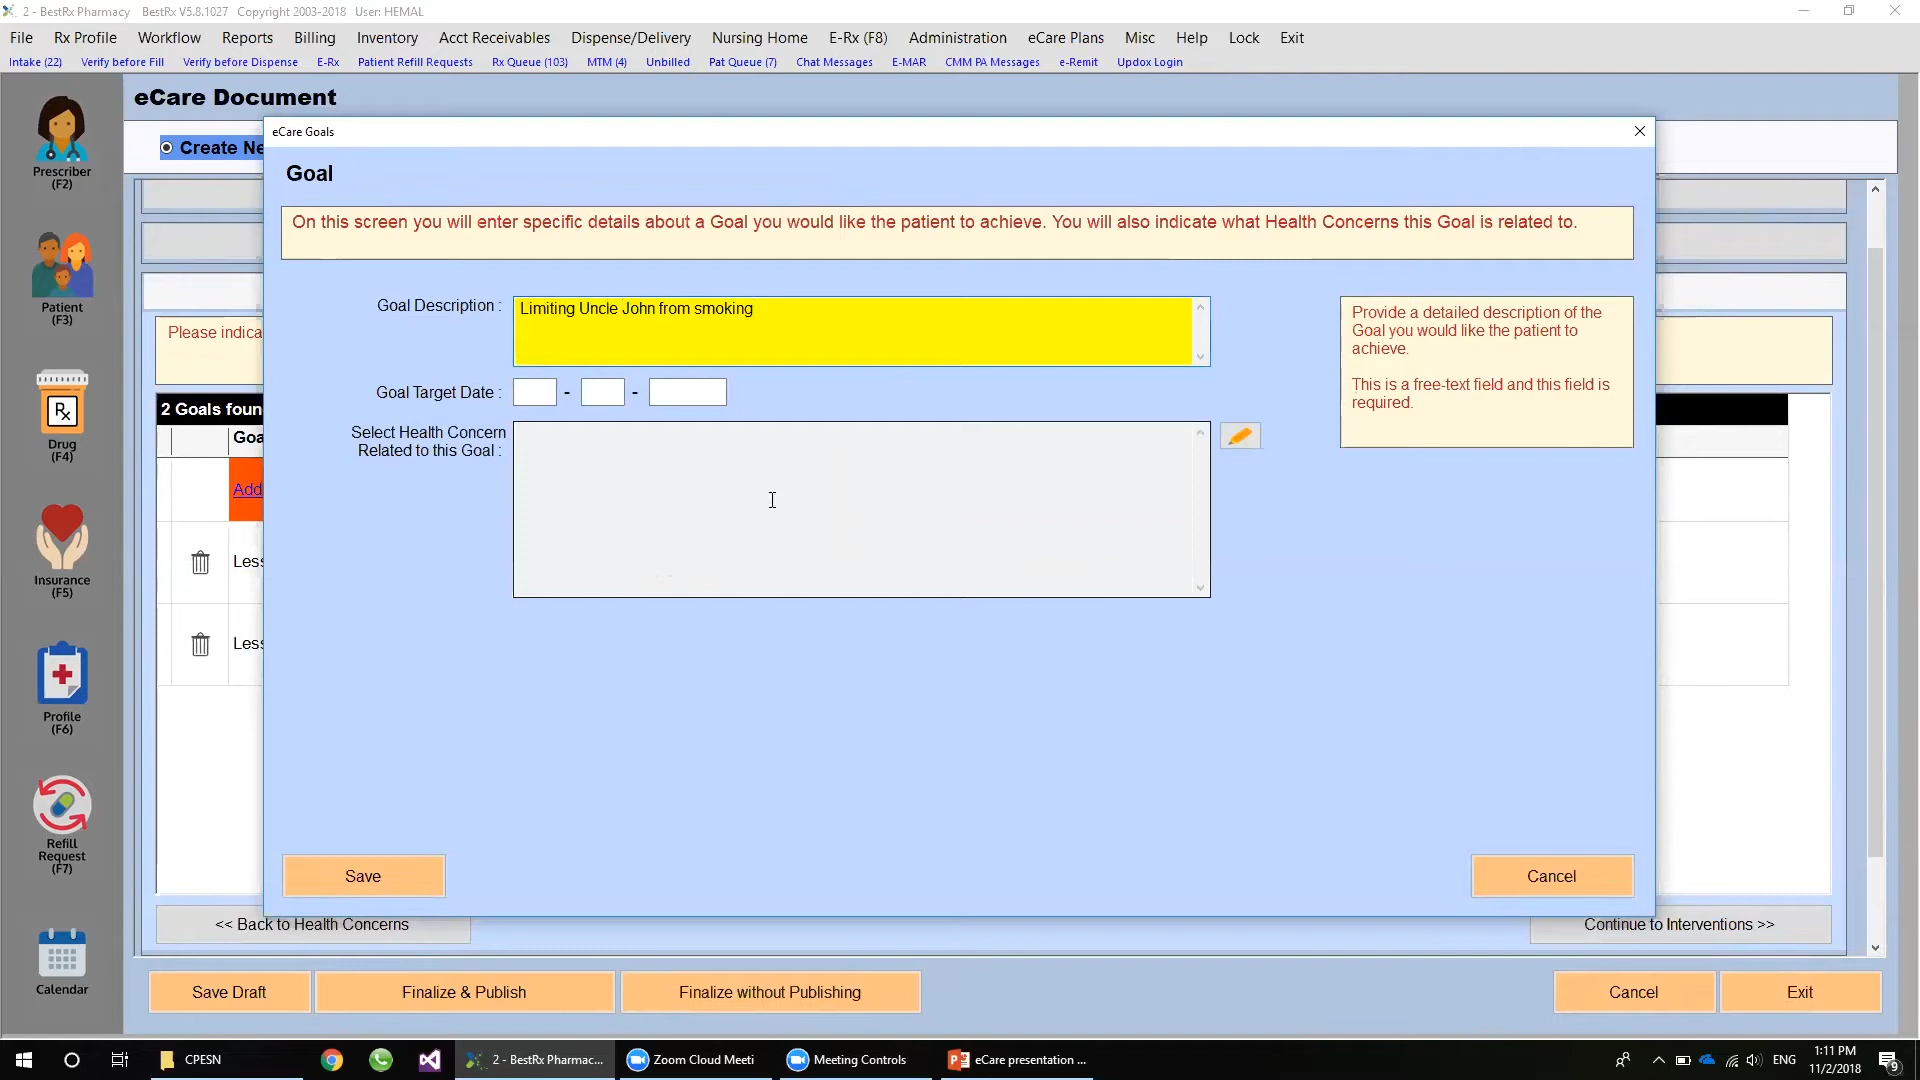 2 - BestRx Pharmacy BestRx V5.8.1027 Copyright 2003-2018 User: HEMAL
File Rx Profile Workflow Reports Billing Inventory Acct Receivables Dispense/Delivery Nursing Home E-Rx (F8) Administration eCare Plans Misc Help Lock Exit
Intake (22) Verify before Fill Verify before Dispense E-Rx Patient Refill Requests Rx Queue (103) MTM (4) Unbilled Pat Queue (7) Chat Messages E-MAR CMM PA Messages e-Remit Updox Login
eCare Document
Create Ne
eCare Goals
Goal
On this screen you will enter specific details about a Goal you would like the patient to achieve. You will also indicate what Health Concerns this Goal is related to.
Goal Description :
Limiting Uncle John from smoking
Provide a detailed description of the
Goal you would like the patient to
achieve.
This is a free-text field and this field is
required.
Goal Target Date : - -
Select Health Concern
Related to this Goal :
Please indica
2 Goals foun
Goa
Add
Less
Less
Save
Cancel
<< Back to Health Concerns
Continue to Interventions >>
Save Draft
Finalize & Publish
Finalize without Publishing
Cancel
Exit
Prescriber
(F2)
Patient
(F3)
Rx
Drug
(F4)
Insurance
(F5)
Profile
(F6)
Refill
Request
(F7)
Calendar
CPESN
2 - BestRx Pharmac...
Zoom Cloud Meeti
Meeting Controls
eCare presentation ...
ENG
1:11 PM
11/2/2018
9